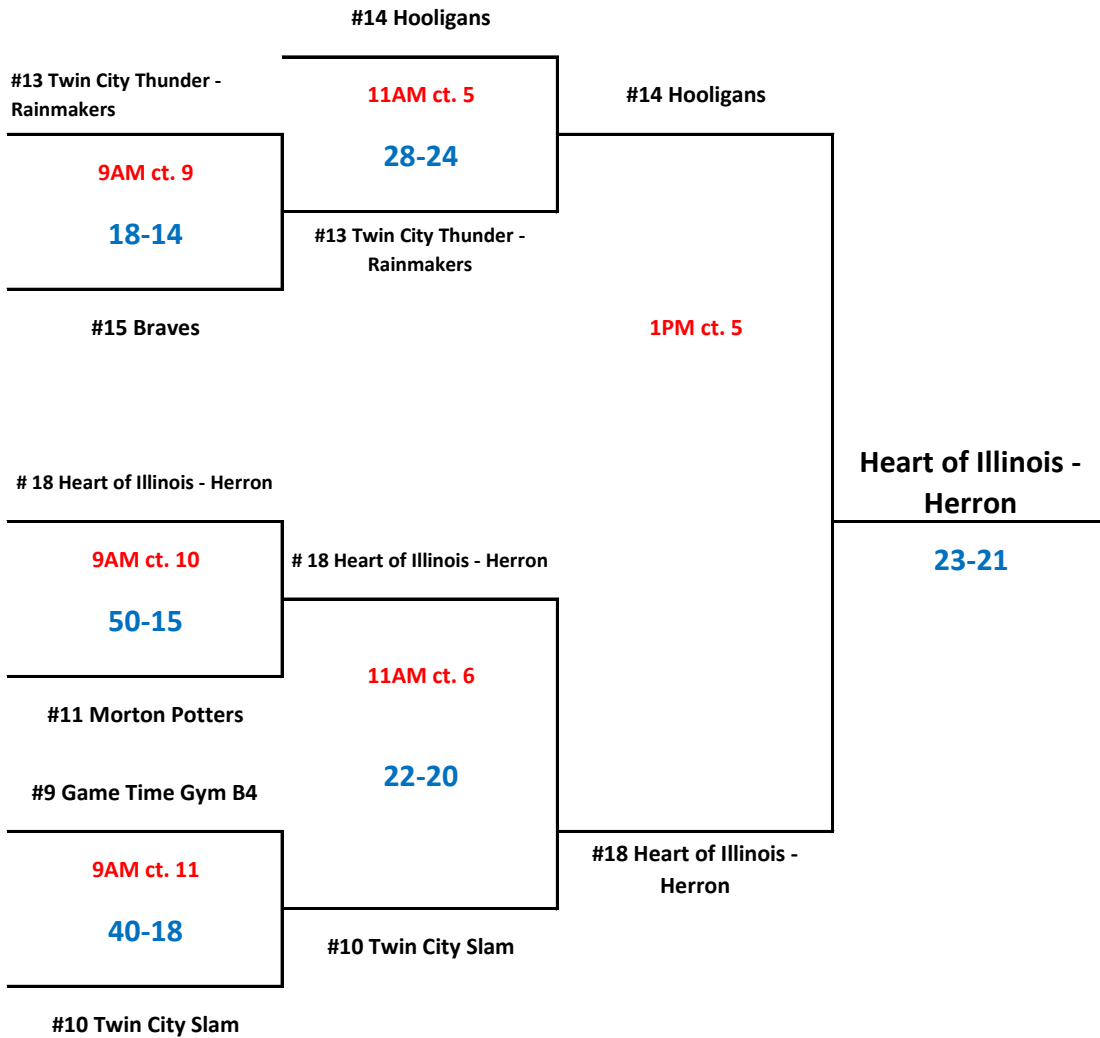 #14 Hooligans
#13 Twin City Thunder -
Rainmakers
11AM ct. 5
#14 Hooligans
9AM ct. 9
28-24
18-14
#13 Twin City Thunder -
Rainmakers
#15 Braves
1PM ct. 5
Heart of Illinois -
Herron
# 18 Heart of Illinois - Herron
9AM ct. 10
# 18 Heart of Illinois - Herron
23-21
50-15
11AM ct. 6
#11 Morton Potters
22-20
#9 Game Time Gym B4
9AM ct. 11
#18 Heart of Illinois -
Herron
40-18
#10 Twin City Slam
#10 Twin City Slam